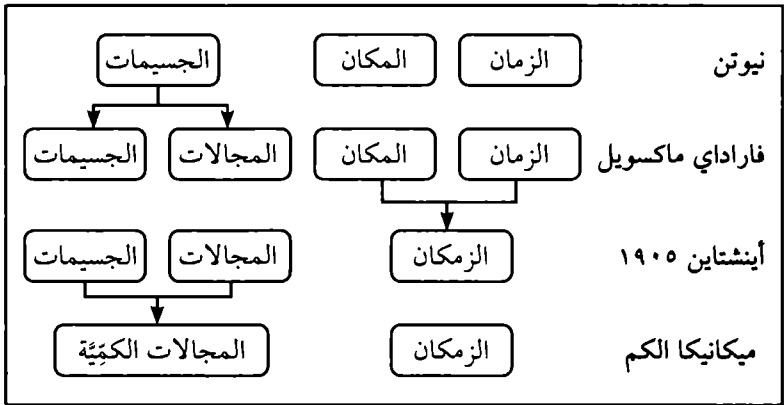 نيوتن الزمان المكان الجسيمات
فاراداي ماكسويل الزمان المكان المجالات الجسيمات
أينشتاين ١٩٠٥ الزمكان المجالات الجسيمات
ميكانيكا الكم الزمكان المجالات الكمِّيَّة